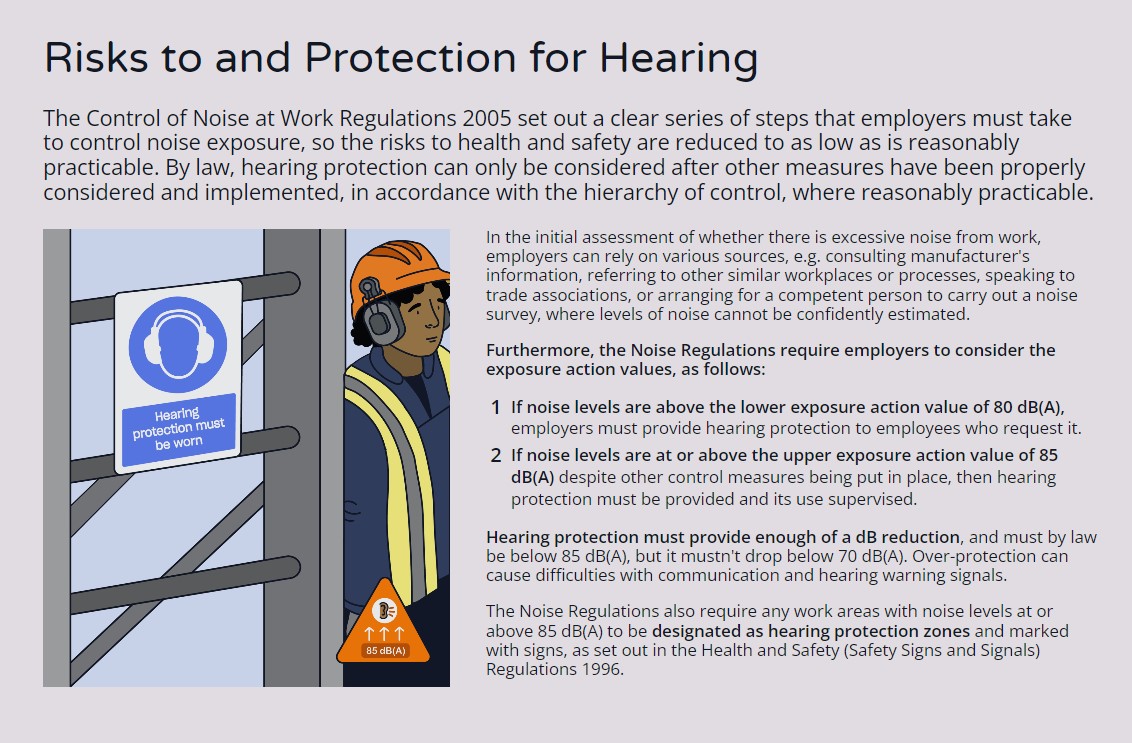 Risks to and Protection for Hearing
The Control of Noise at Work Regulations 2005 set out a clear series of steps that employers must take
to control noise exposure, so the risks to health and safety are reduced to as low as is reasonably
practicable. By law, hearing protection can only be considered after other measures have been properly
considered and implemented, in accordance with the hierarchy of control, where reasonably practicable.
Hearing
protection must
be worn
85 dB(A)
In the initial assessment of whether there is excessive noise from work,
employers can rely on various sources, e.g. consulting manufacturer's
information, referring to other similar workplaces or processes, speaking to
trade associations, or arranging for a competent person to carry out a noise
survey, where levels of noise cannot be confidently estimated.
Furthermore, the Noise Regulations require employers to consider the
exposure action values, as follows:
1 If noise levels are above the lower exposure action value of 80 dB(A),
employers must provide hearing protection to employees who request it.
2 If noise levels are at or above the upper exposure action value of 85
dB(A) despite other control measures being put in place, then hearing
protection must be provided and its use supervised.
Hearing protection must provide enough of a dB reduction, and must by law
be below 85 dB(A), but it mustn't drop below 70 dB(A). Over-protection can
cause difficulties with communication and hearing warning signals.
The Noise Regulations also require any work areas with noise levels at or
above 85 dB(A) to be designated as hearing protection zones and marked
with signs, as set out in the Health and Safety (Safety Signs and Signals)
Regulations 1996.